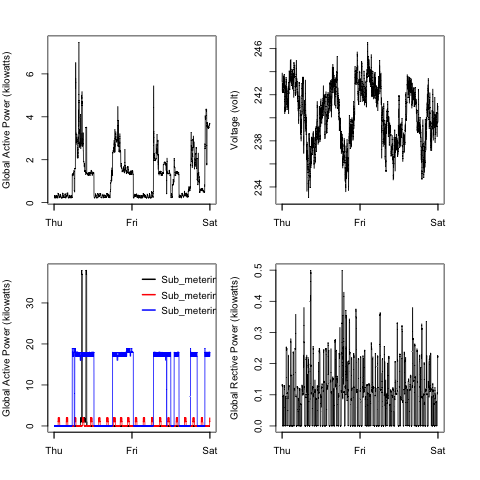 Global Active Power (kilowatts)
0 2 4 6
Thu Fri Sat
Voltage (volt)
234 238 242 246
Thu Fri Sat
Global Active Power (kilowatts)
0 10 20 30
Sub_meterin
Sub_meterin
Sub_meterin
Thu Fri Sat
Global Rective Power (kilowatts)
0.0 0.1 0.2 0.3 0.4 0.5
Thu Fri Sat